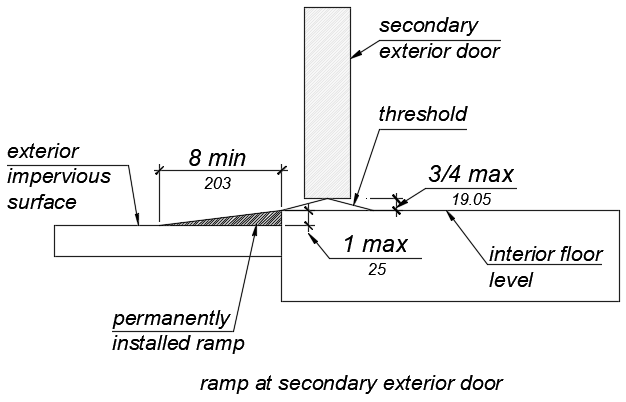 secondary
exterior door
threshold
exterior
impervious
surface
8 min
203
3/4 max
19.05
1 max
25
interior floor
level
permanently
installed ramp
ramp at secondary exterior door